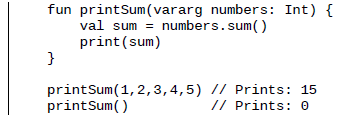 fun printSum(vararg numbers: Int) {
    val sum = numbers.sum()
    print(sum)
}
printSum(1,2,3,4,5) // Prints: 15
printSum()          // Prints: 0